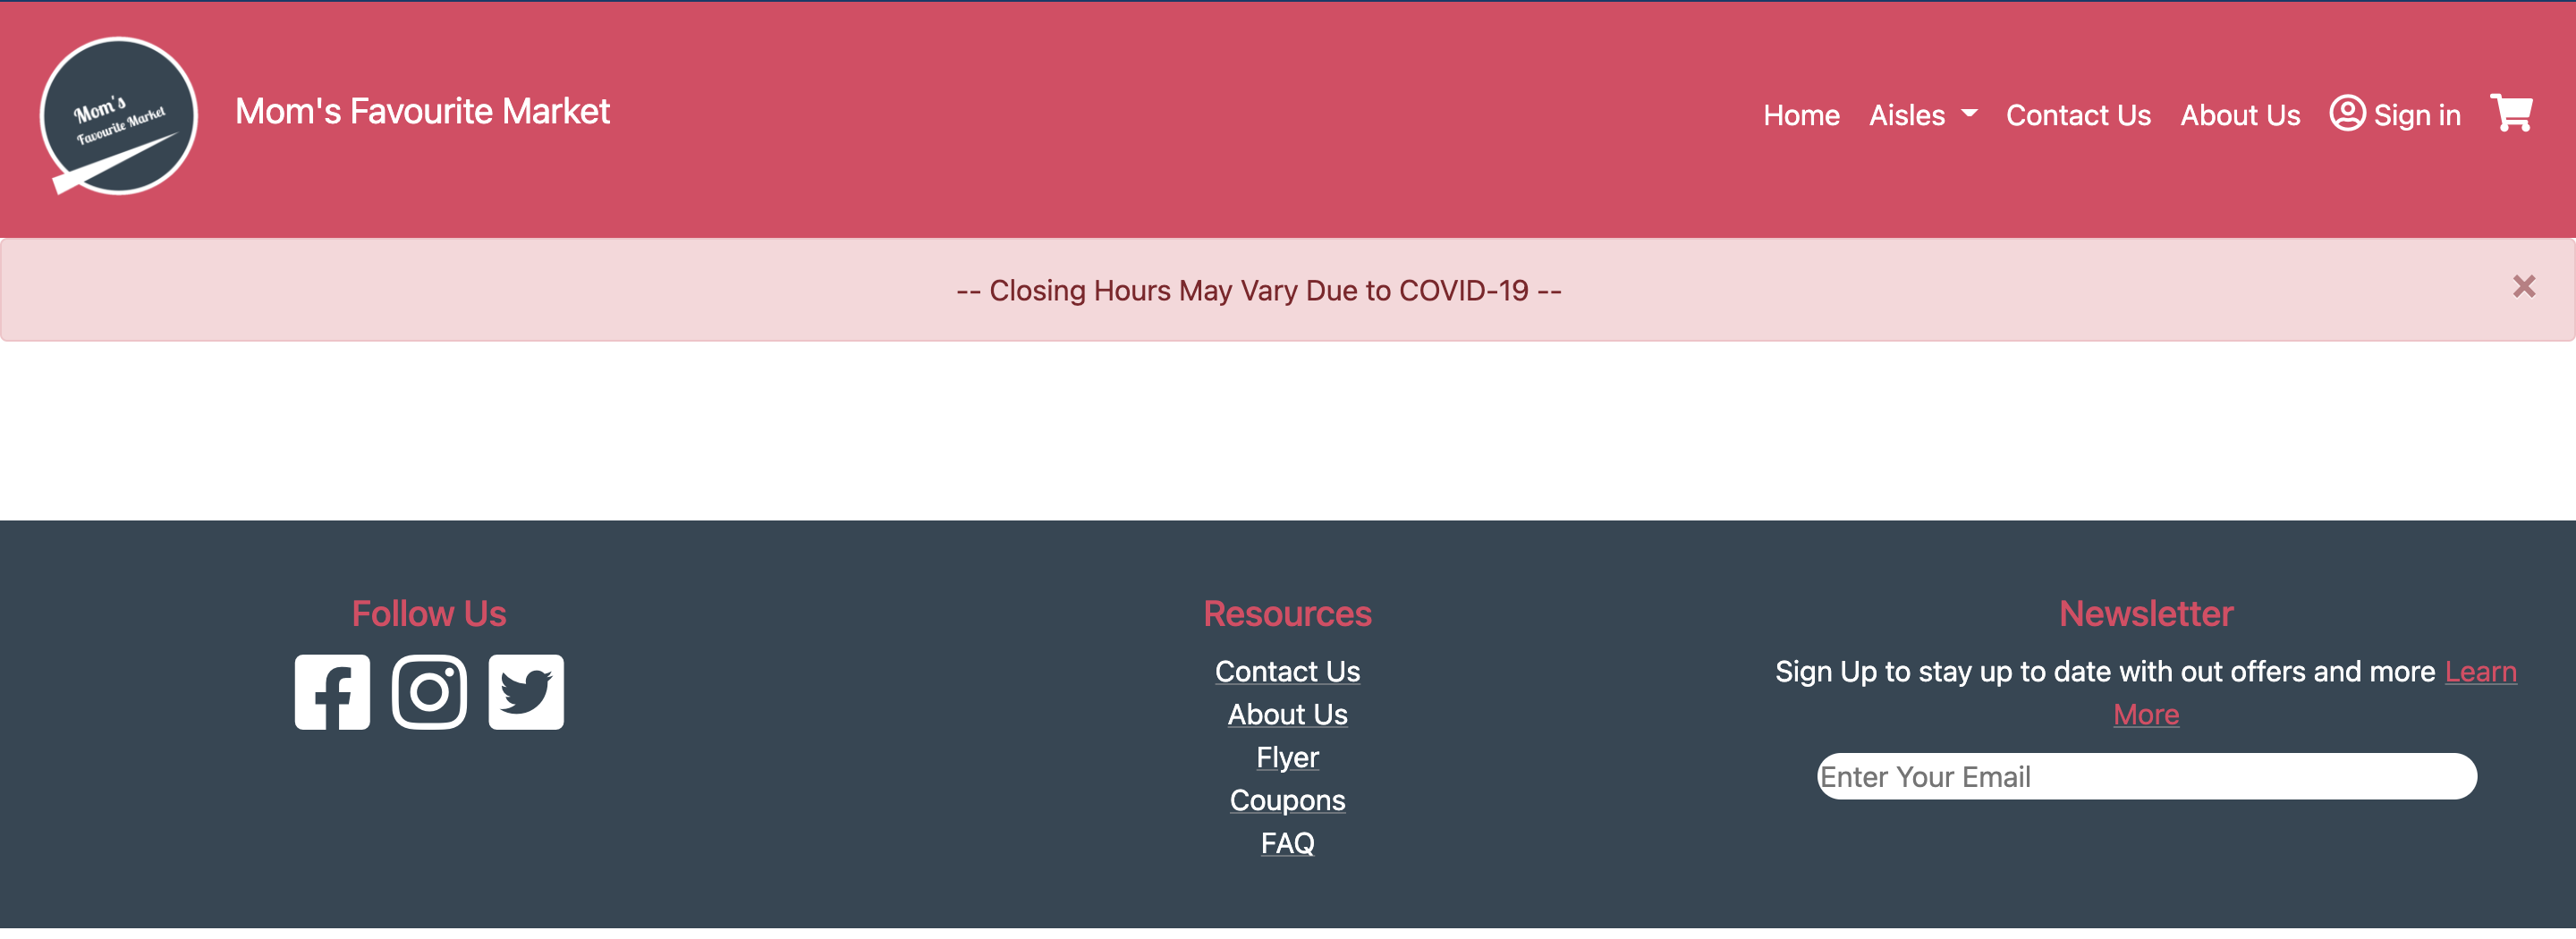 Mom's
Favourite Market
Mom's Favourite Market
Home Aisles Contact Us About Us Sign in
-- Closing Hours May Vary Due to COVID-19 --
×
Follow Us
Resources
Contact Us
About Us
Flyer
Coupons
FAQ
Newsletter
Sign Up to stay up to date with out offers and more Learn
More
Enter Your Email